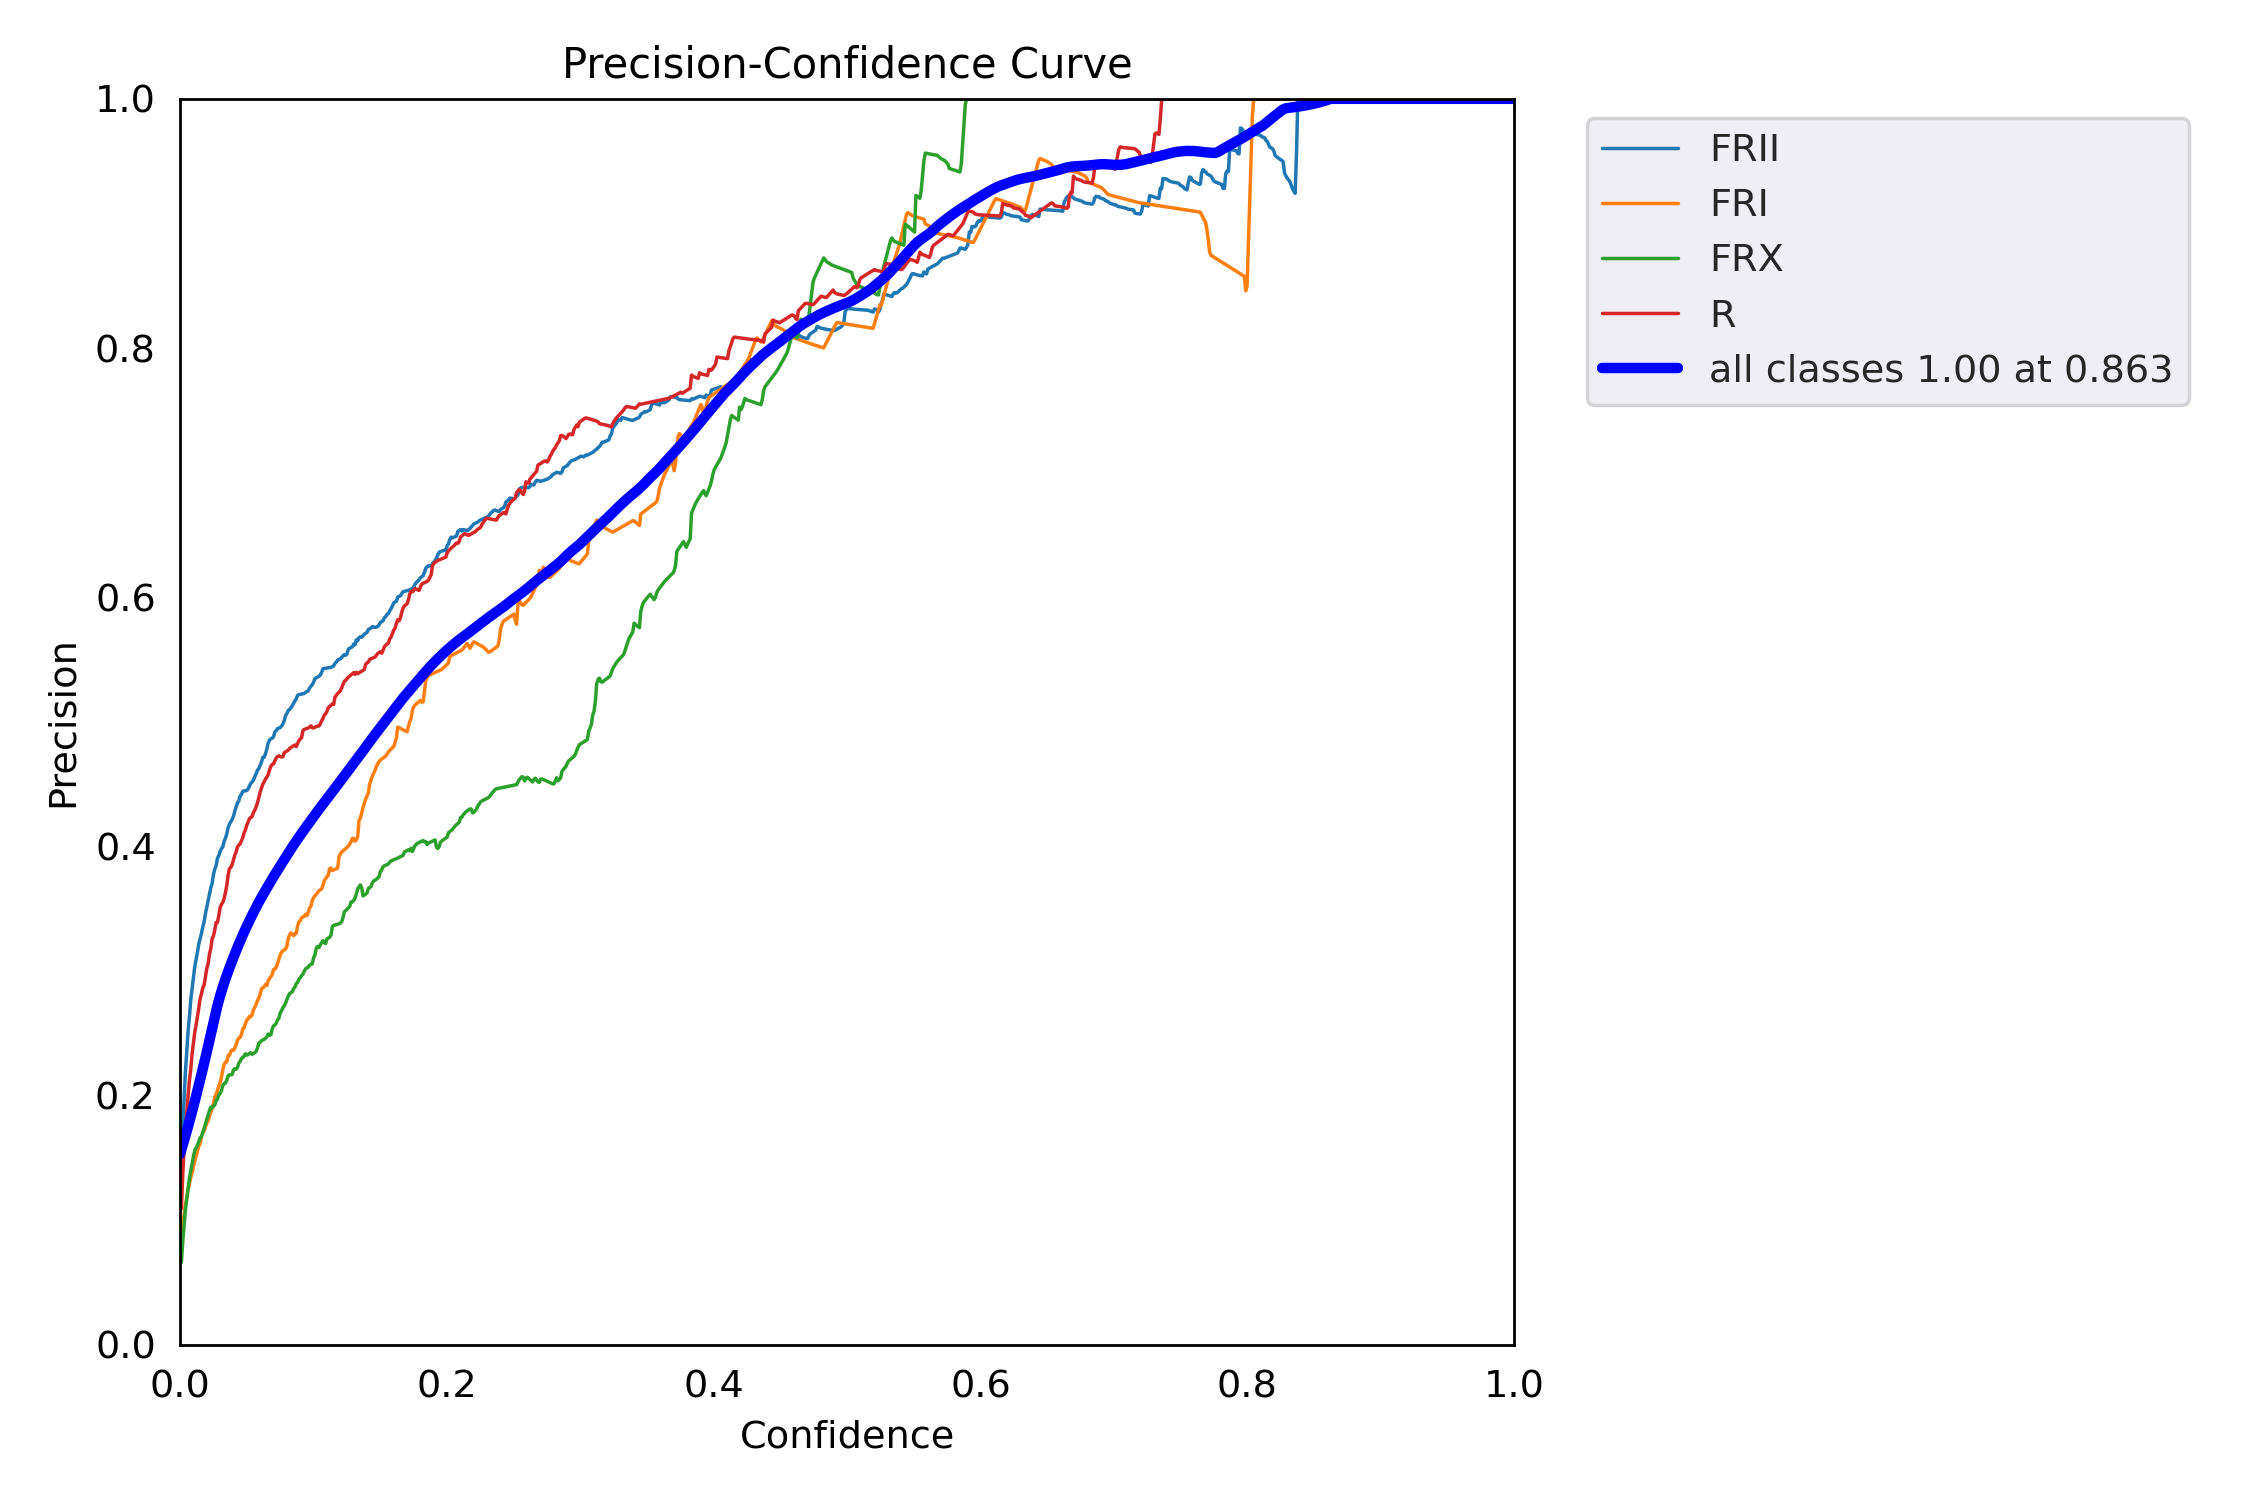 Precision-Confidence Curve
1.0
0.8
0.6
0.4
0.2
0.0
Precision
0.0 0.2 0.4 0.6 0.8 1.0
Confidence
FRII
FRI
FRX
R
all classes 1.00 at 0.863